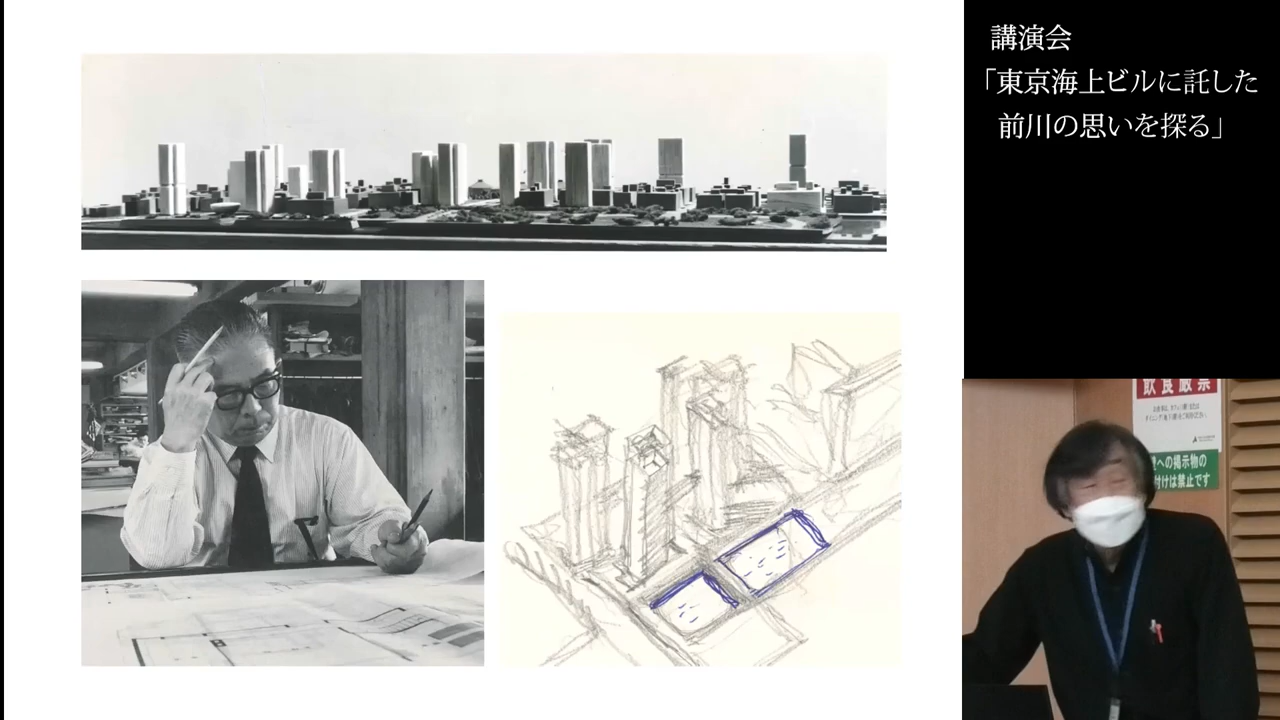 講演会
「東京海上ビルに託した
前川の思いを探る」
飲食厳禁
への掲示物の
付けは禁止です